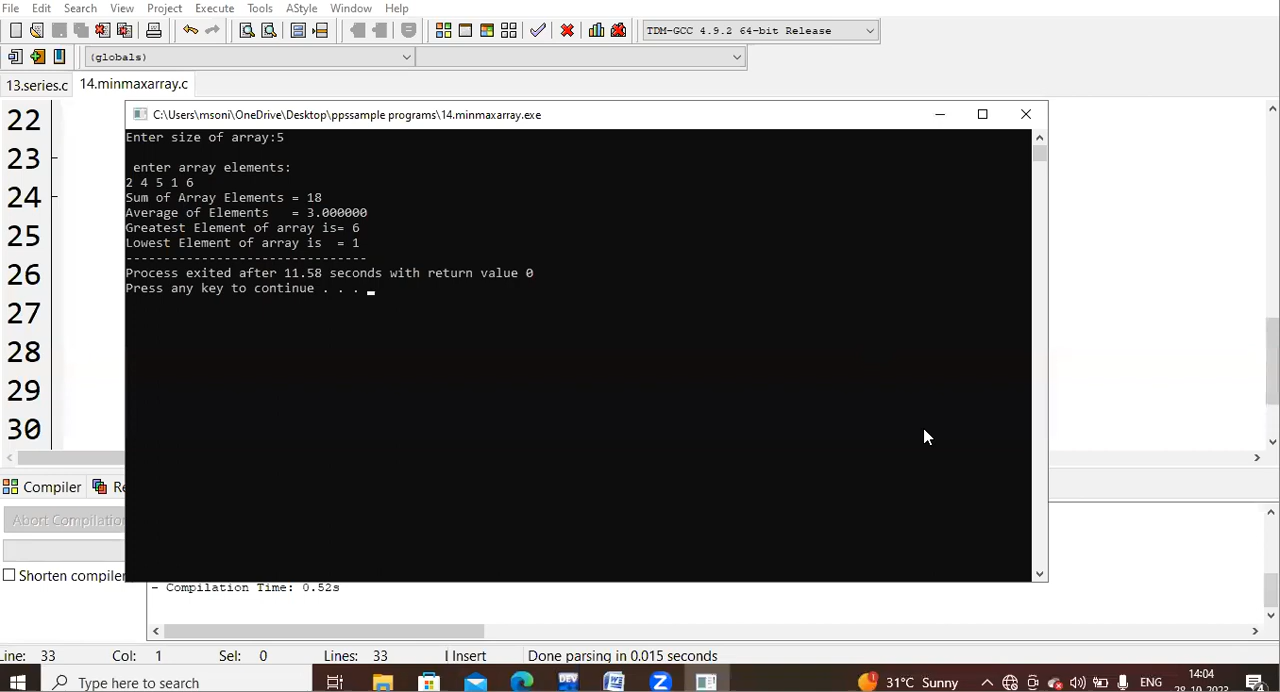 File Edit Search View Project Execute Tools AStyle Window Help
TDM-GCC 4.9.2 64-bit Release
(globals)
13.series.c 14.minmaxarray.c
C:\Users\msoni\OneDrive\Desktop\ppssample programs\14.minmaxarray.exe
22
23
24
25
26
27
28
29
30
Enter size of array:5
enter array elements:
2 4 5 1 6
Sum of Array Elements = 18
Average of Elements   = 3.000000
Greatest Element of array is= 6
Lowest Element of array is  = 1
--------------------------------
Process exited after 11.58 seconds with return value 0
Press any key to continue . . .
Compiler Re
Abort Compilation
Shorten compiler
- Compilation Time: 0.52s
Line: 33 Col: 1 Sel: 0 Lines: 33 Insert Done parsing in 0.015 seconds
Type here to search DEV 31°C Sunny ENG 14:04
28-10-2023 4